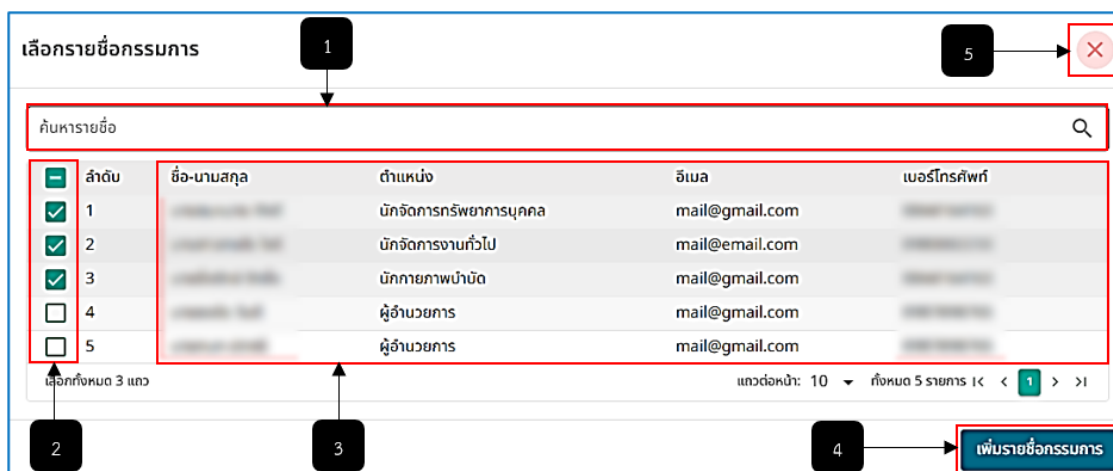 เลือกรายชื่อกรรมการ
1
5
ค้นหารายชื่อ
ลำดับ ชื่อ-นามสกุล ตำแหน่ง อีเมล เบอร์โทรศัพท์
1 นักจัดการทรัพยาการบุคคล mail@gmail.com
2 นักจัดการงานทั่วไป mail@email.com
3 นักกายภาพบำบัด mail@gmail.com
4 ผู้อำนวยการ mail@gmail.com
5 ผู้อำนวยการ mail@gmail.com
เลือกทั้งหมด 3 แถว แถวต่อหน้า: 10 ทั้งหมด 5 รายการ 1
2
3
4
เพิ่มรายชื่อกรรมการ